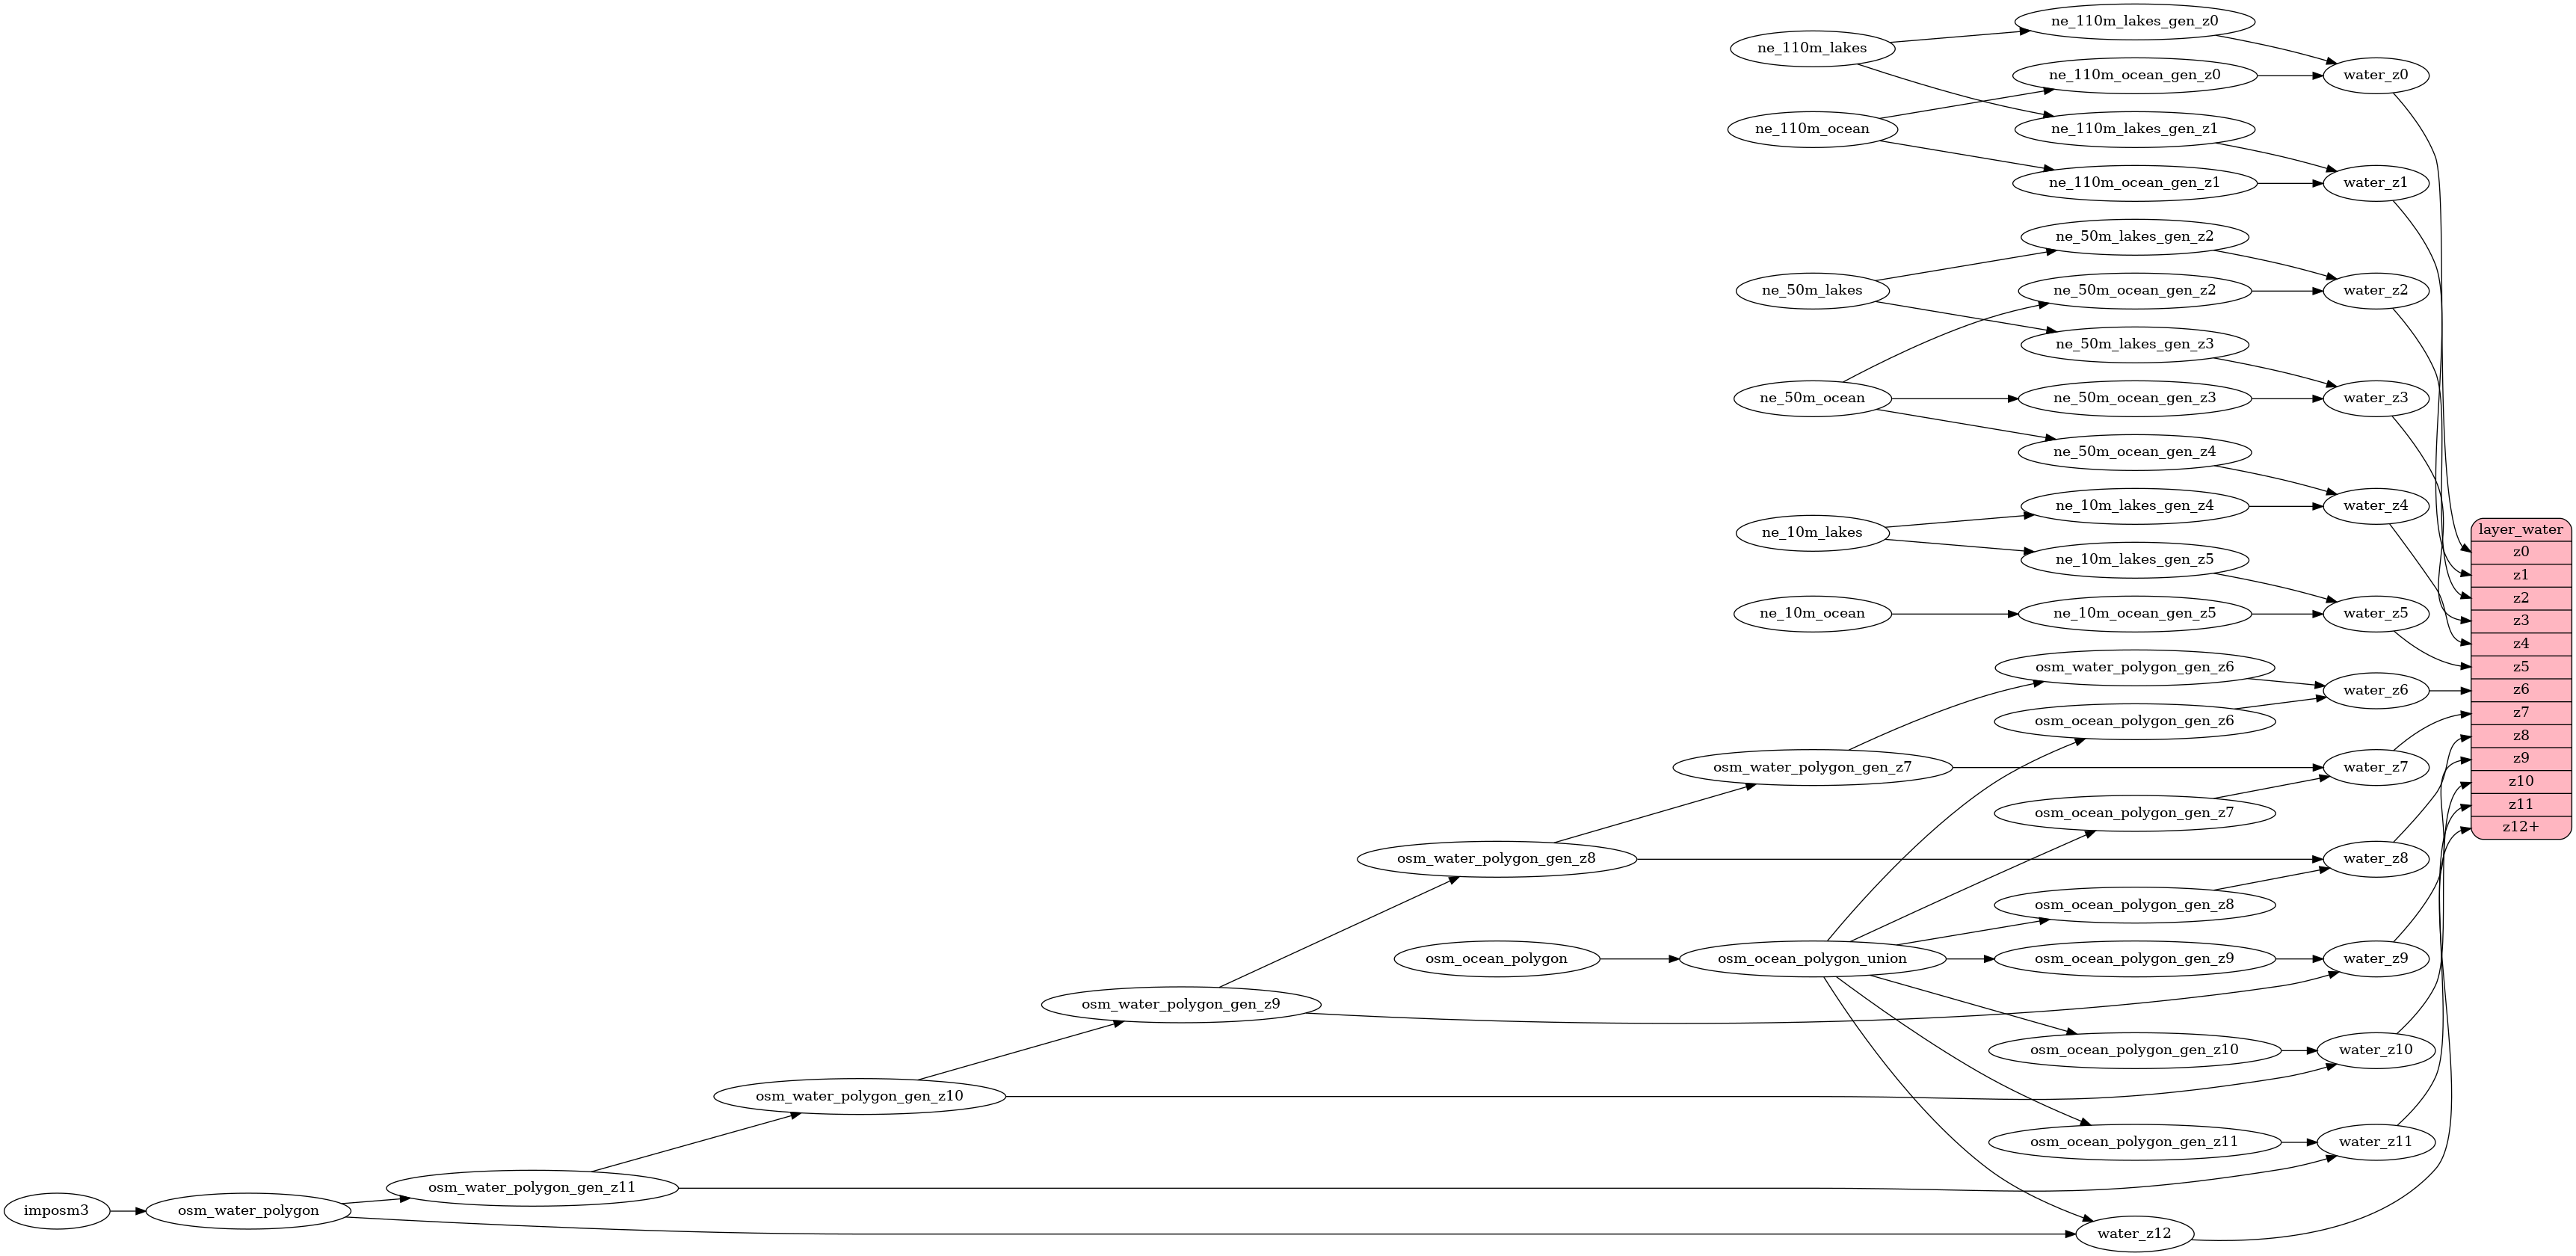 ne_110m_lakes_gen_z0
ne_110m_lakes
ne_110m_ocean_gen_z0
water_z0
ne_110m_ocean
ne_110m_lakes_gen_z1
ne_110m_ocean_gen_z1
water_z1
ne_50m_lakes_gen_z2
ne_50m_lakes
ne_50m_ocean_gen_z2
water_z2
ne_50m_lakes_gen_z3
ne_50m_ocean
ne_50m_ocean_gen_z3
water_z3
ne_50m_ocean_gen_z4
ne_10m_lakes_gen_z4
water_z4
ne_10m_lakes
ne_10m_lakes_gen_z5
ne_10m_ocean
ne_10m_ocean_gen_z5
water_z5
layer_water
z0
z1
z2
z3
z4
z5
z6
z7
z8
z9
z10
z11
z12+
osm_water_polygon_gen_z6
water_z6
osm_ocean_polygon_gen_z6
osm_water_polygon_gen_z7
water_z7
osm_ocean_polygon_gen_z7
osm_water_polygon_gen_z8
water_z8
osm_ocean_polygon_gen_z8
osm_ocean_polygon
osm_ocean_polygon_union
osm_ocean_polygon_gen_z9
water_z9
osm_water_polygon_gen_z9
osm_ocean_polygon_gen_z10
water_z10
osm_water_polygon_gen_z10
osm_ocean_polygon_gen_z11
water_z11
osm_water_polygon_gen_z11
imposm3
osm_water_polygon
water_z12